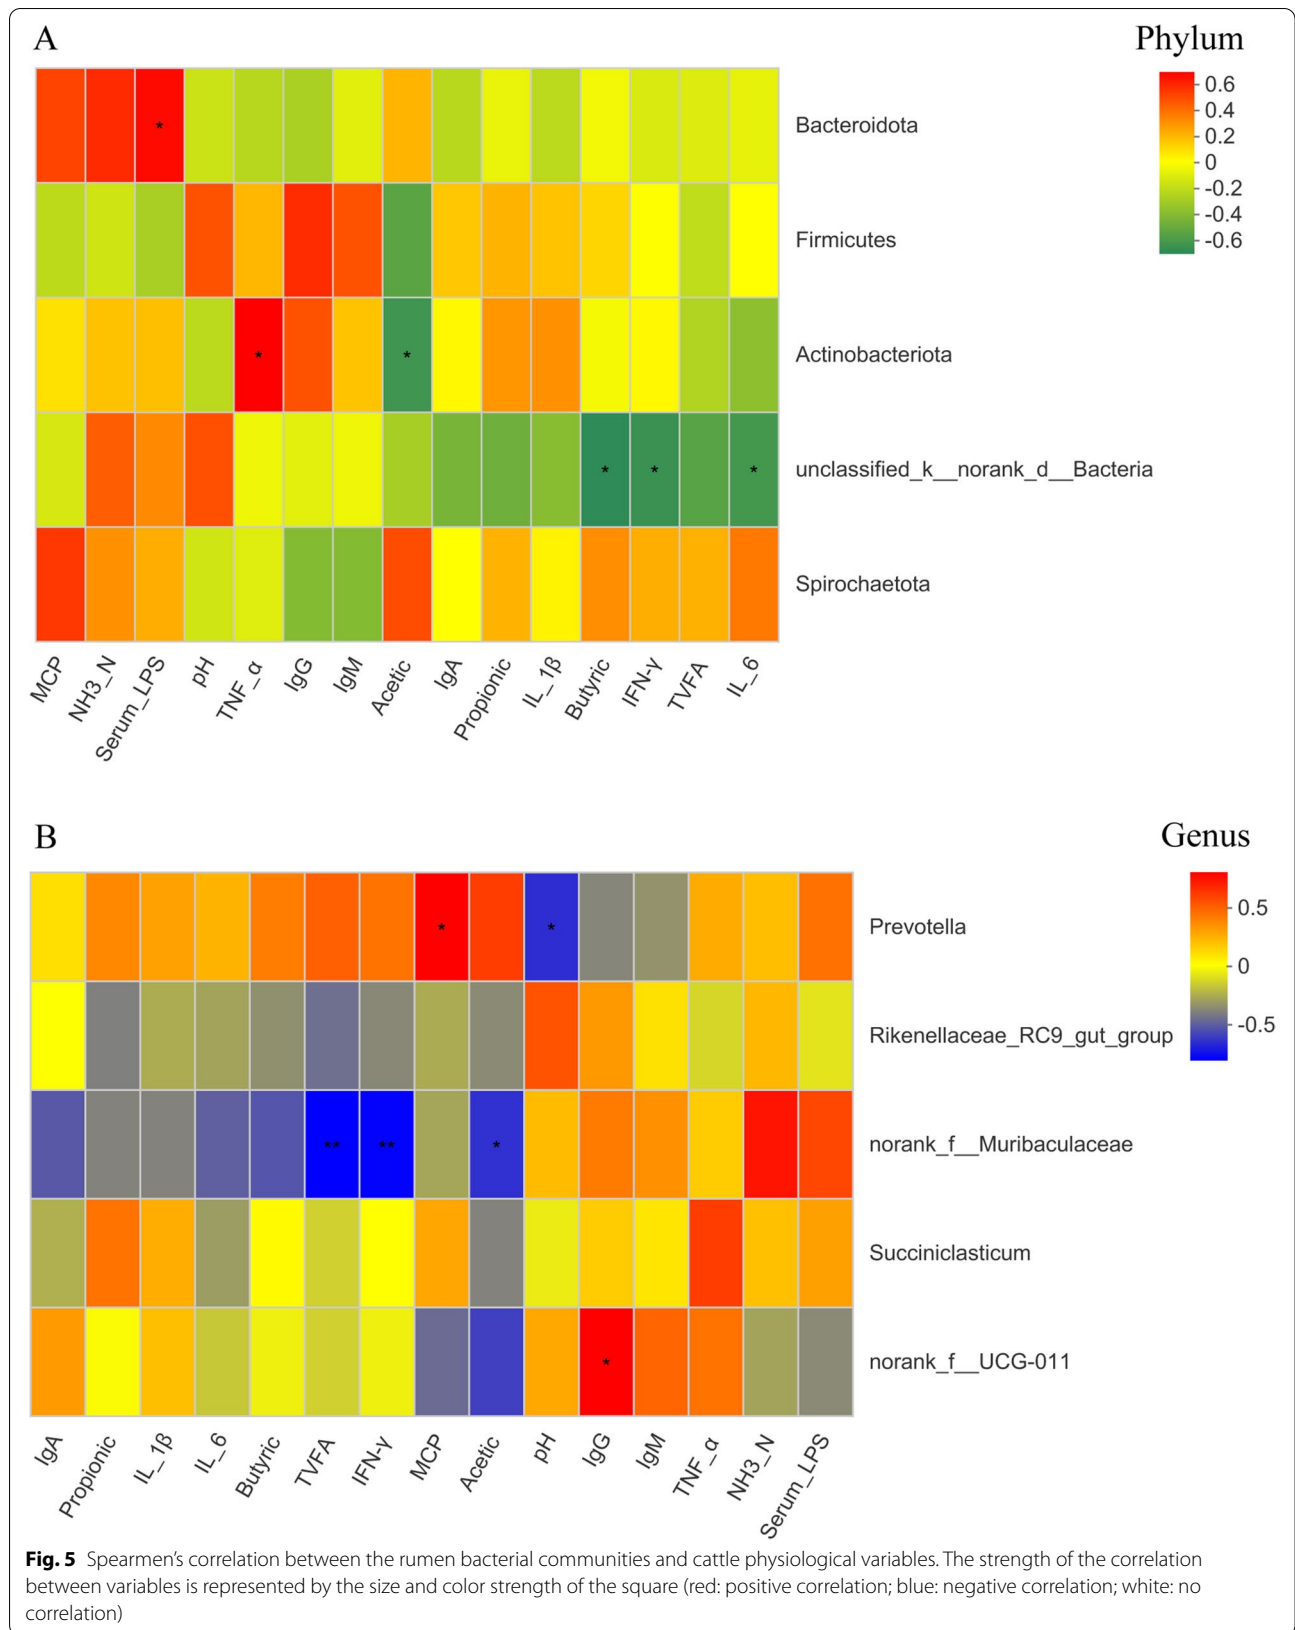 A
Phylum
0.6
0.4
0.2
0
-0.2
-0.4
-0.6
*
Bacteroidota
Firmicutes
* *
Actinobacteriota
* * *
unclassified_k__norank_d__Bacteria
Spirochaetota
MCP NH3_N Serum_LPS pH TNF_α IgG IgM Acetic IgA Propionic IL_1β Butyric IFN-γ TVFA IL_6
B
Genus
0.5
0
-0.5
* *
Prevotella
Rikenellaceae_RC9_gut_group
** ** *
norank_f__Muribaculaceae
Succiniclasticum
*
norank_f__UCG-011
IgA Propionic IL_1β IL_6 Butyric TVFA IFN-γ MCP Acetic pH IgG IgM TNF_α NH3_N Serum_LPS
Fig. 5 Spearmen's correlation between the rumen bacterial communities and cattle physiological variables. The strength of the correlation
between variables is represented by the size and color strength of the square (red: positive correlation; blue: negative correlation; white: no
correlation)